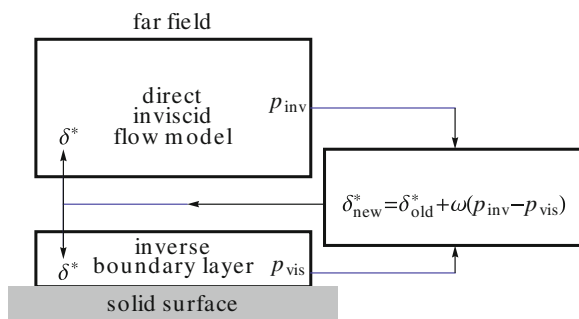 far field
direct
inviscid
flow model
p_inv
δ*
δ*_new=δ*_old+ω(p_inv−p_vis)
inverse
boundary layer
p_vis
δ*
solid surface